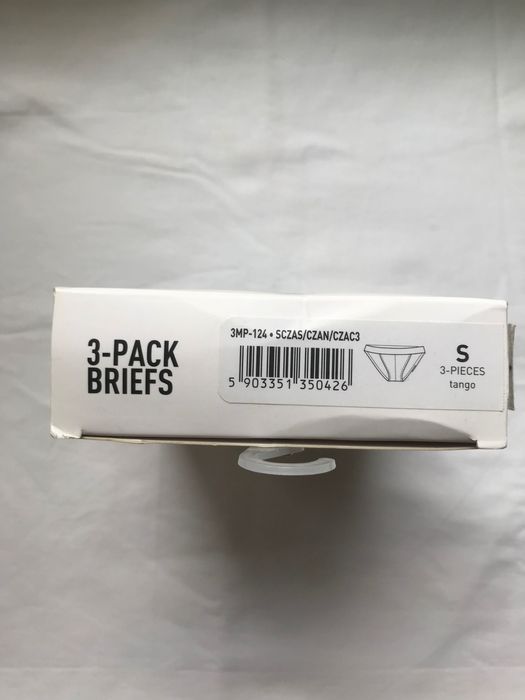 3-PACK
BRIEFS
3MP-124 • SCZAS/CZAN/CZAC3
5 903351 350426
S
3-PIECES
tango